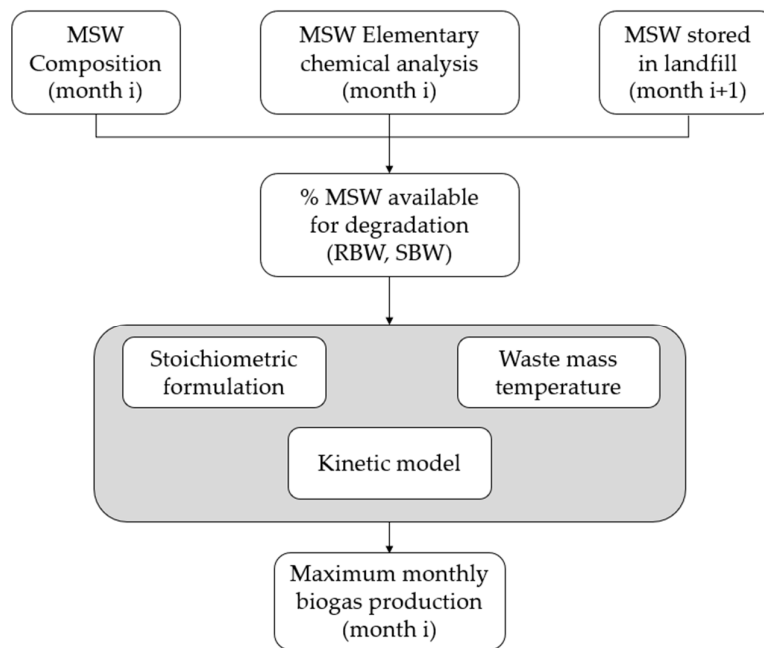 MSW
Composition
(month i)
MSW Elementary
chemical analysis
(month i)
MSW stored
in landfill
(month i+1)
% MSW available
for degradation
(RBW, SBW)
Stoichiometric
formulation
Waste mass
temperature
Kinetic model
Maximum monthly
biogas production
(month i)